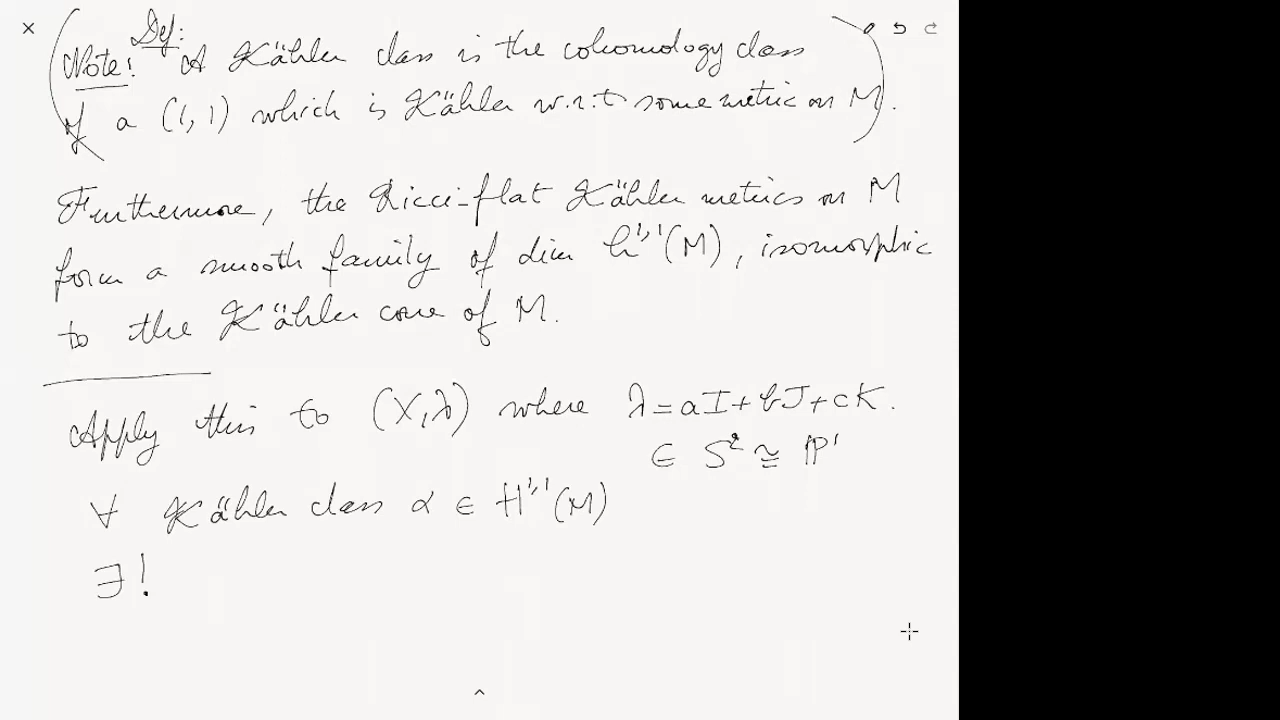 Def:
Note! A Kähler class is the cohomology class
of a (1,1) which is Kähler w.r.t some metric on M.
Furthermore, the Ricci-flat Kähler metrics on M
form a smooth family of dim h^{1,1}(M), isomorphic
to the Kähler cone of M.
Apply this to (X,λ) where λ = aI + bJ + cK.
∈ S² ≅ ℙ¹
∀ Kähler class α ∈ H^{1,1}(M)
∃!